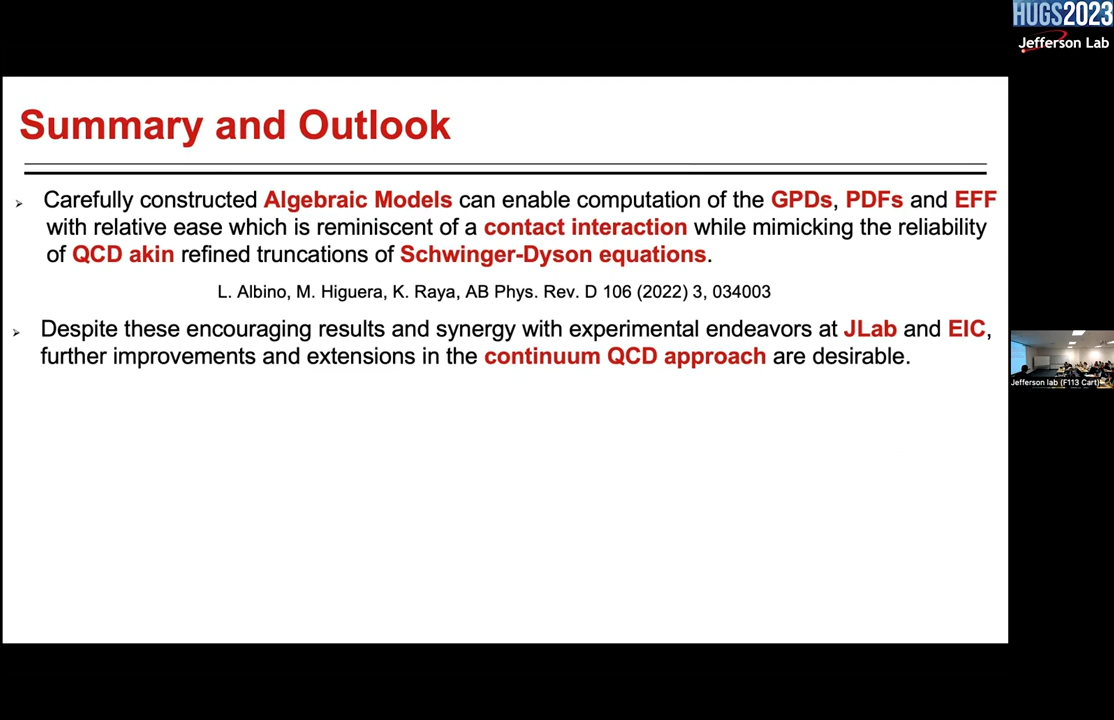 HUGS2023
Jefferson Lab
Summary and Outlook
➢ Carefully constructed Algebraic Models can enable computation of the GPDs, PDFs and EFF
with relative ease which is reminiscent of a contact interaction while mimicking the reliability
of QCD akin refined truncations of Schwinger-Dyson equations.
L. Albino, M. Higuera, K. Raya, AB Phys. Rev. D 106 (2022) 3, 034003
➢ Despite these encouraging results and synergy with experimental endeavors at JLab and EIC,
further improvements and extensions in the continuum QCD approach are desirable.
Jefferson lab (F113 Cart)